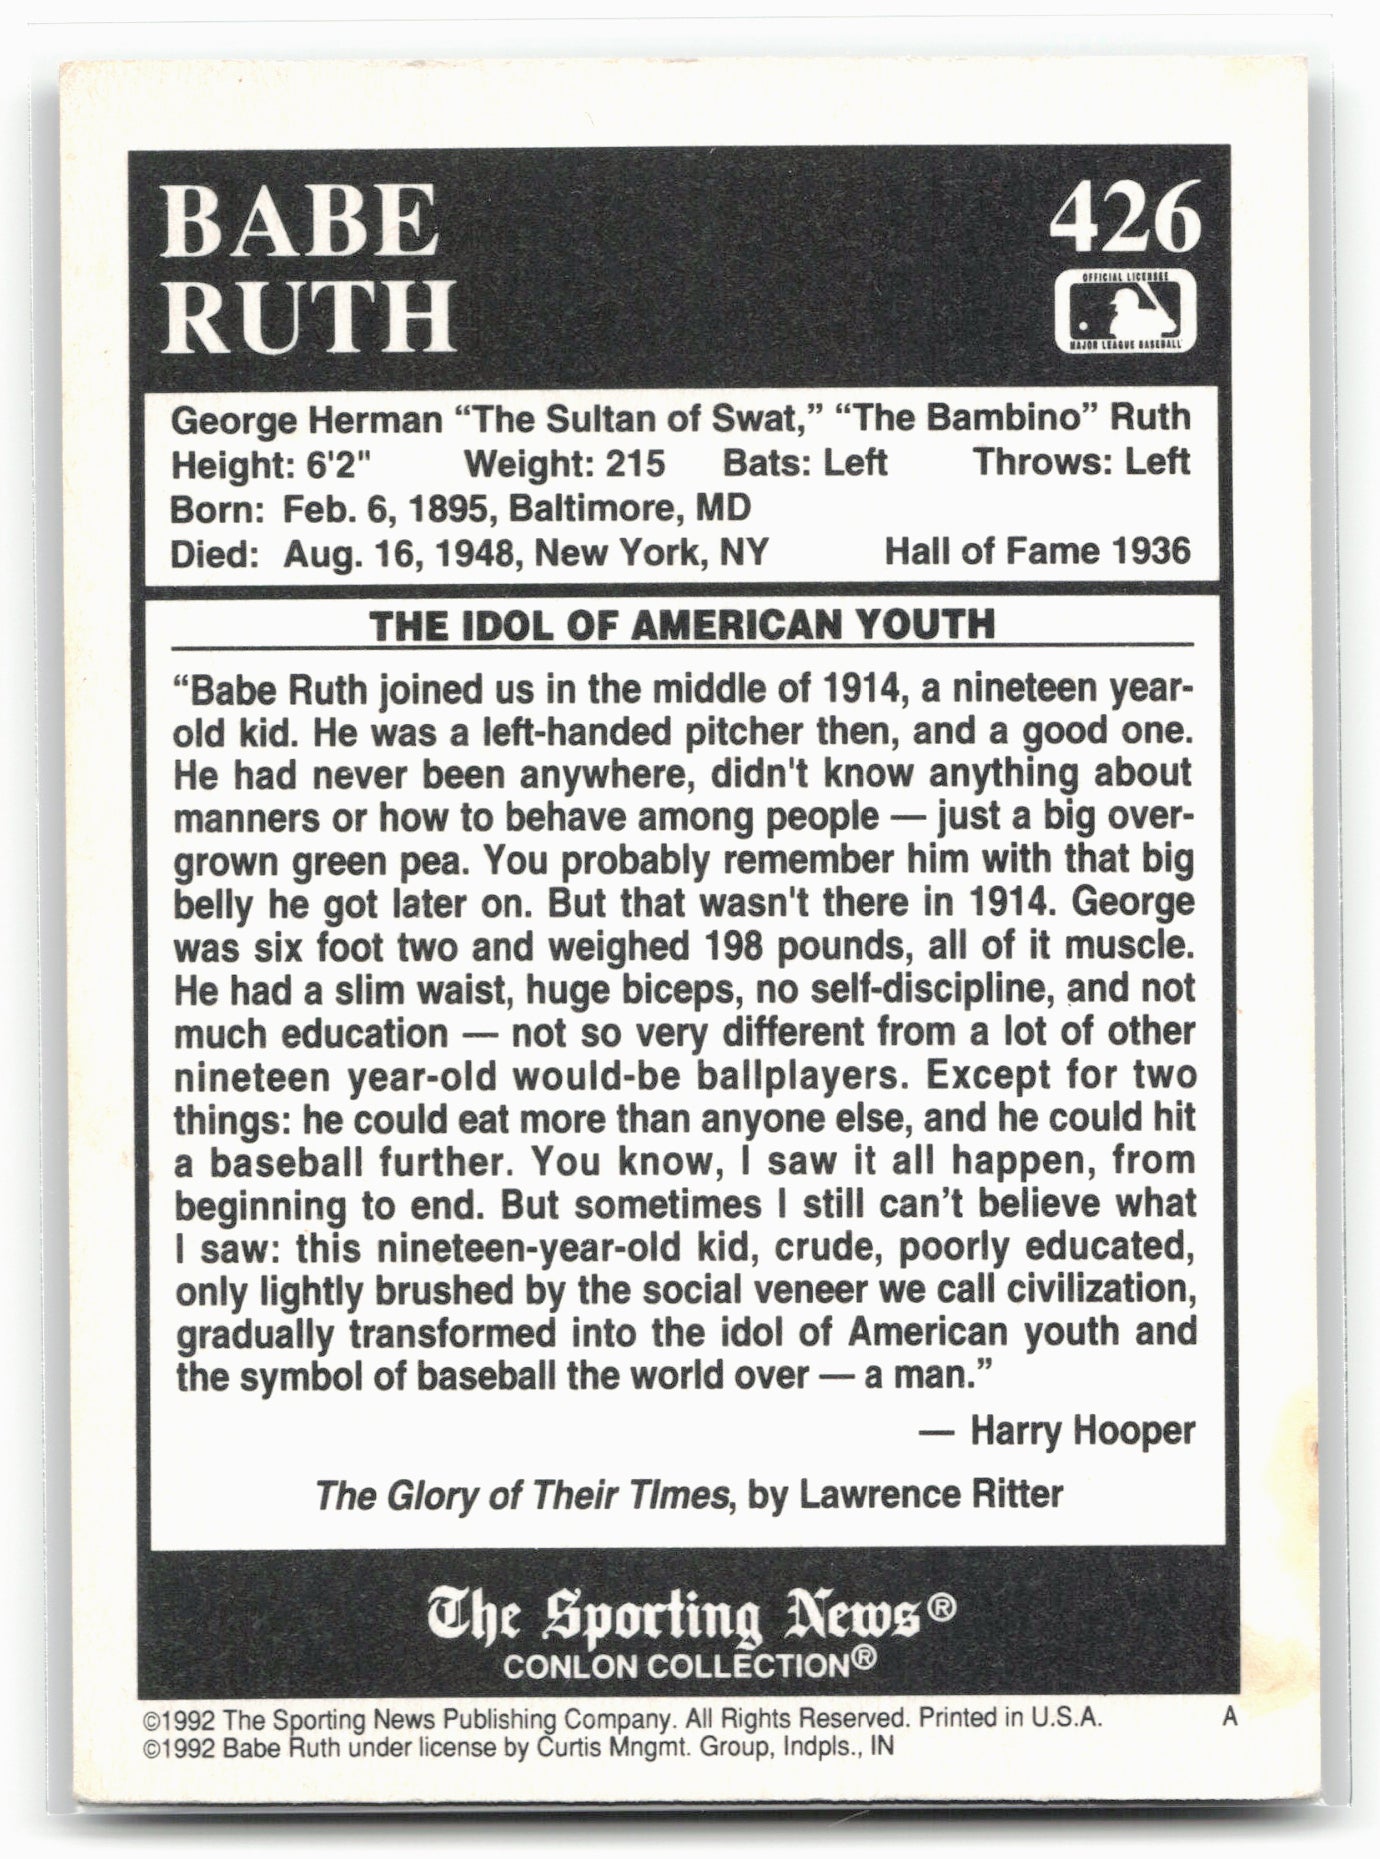 BABE
RUTH
426
OFFICIAL LICENSEE
MAJOR LEAGUE BASEBALL
George Herman “The Sultan of Swat,” “The Bambino” Ruth
Height: 6'2" Weight: 215 Bats: Left Throws: Left
Born: Feb. 6, 1895, Baltimore, MD
Died: Aug. 16, 1948, New York, NY Hall of Fame 1936
THE IDOL OF AMERICAN YOUTH
“Babe Ruth joined us in the middle of 1914, a nineteen year-
old kid. He was a left-handed pitcher then, and a good one.
He had never been anywhere, didn't know anything about
manners or how to behave among people — just a big over-
grown green pea. You probably remember him with that big
belly he got later on. But that wasn't there in 1914. George
was six foot two and weighed 198 pounds, all of it muscle.
He had a slim waist, huge biceps, no self-discipline, and not
much education — not so very different from a lot of other
nineteen year-old would-be ballplayers. Except for two
things: he could eat more than anyone else, and he could hit
a baseball further. You know, I saw it all happen, from
beginning to end. But sometimes I still can’t believe what
I saw: this nineteen-year-old kid, crude, poorly educated,
only lightly brushed by the social veneer we call civilization,
gradually transformed into the idol of American youth and
the symbol of baseball the world over — a man.”
— Harry Hooper
The Glory of Their TImes, by Lawrence Ritter
The Sporting News®
CONLON COLLECTION®
©1992 The Sporting News Publishing Company. All Rights Reserved. Printed in U.S.A. A
©1992 Babe Ruth under license by Curtis Mngmt. Group, Indpls., IN